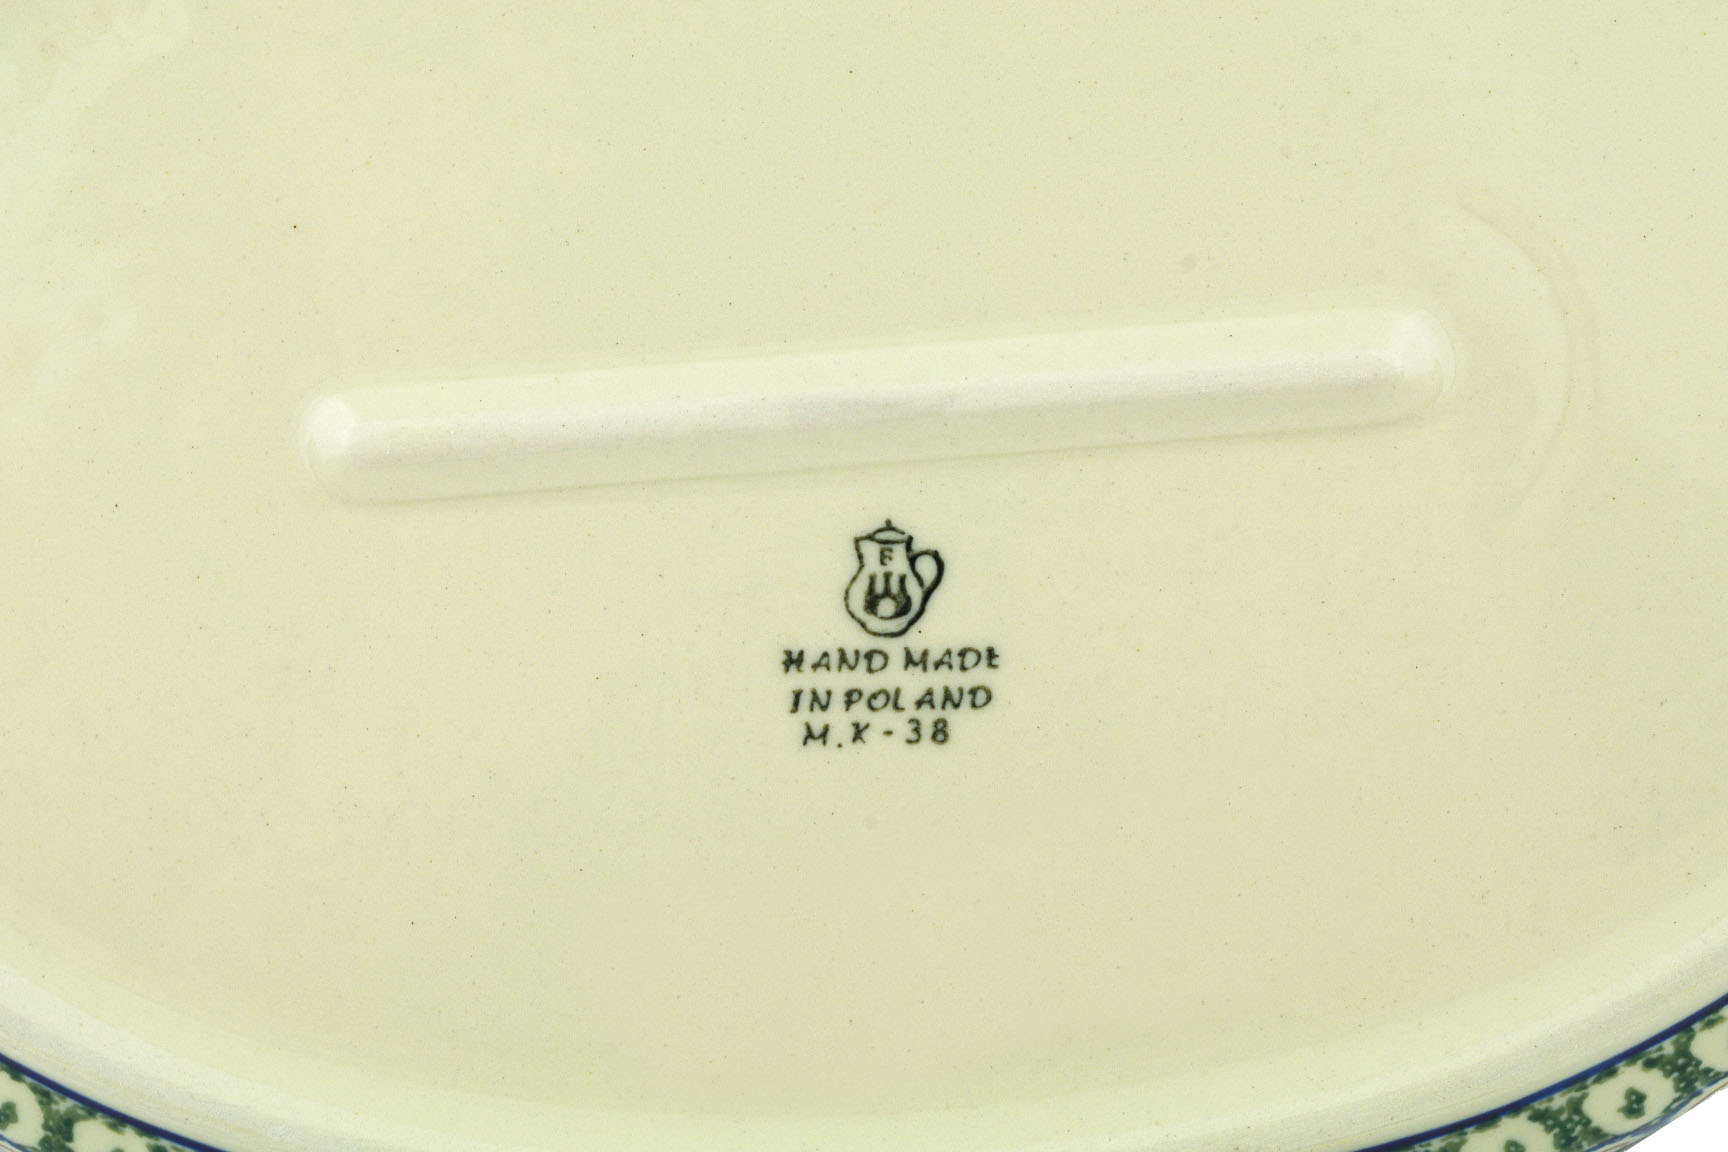 F
HAND MADE
IN POLAND
M.K - 38